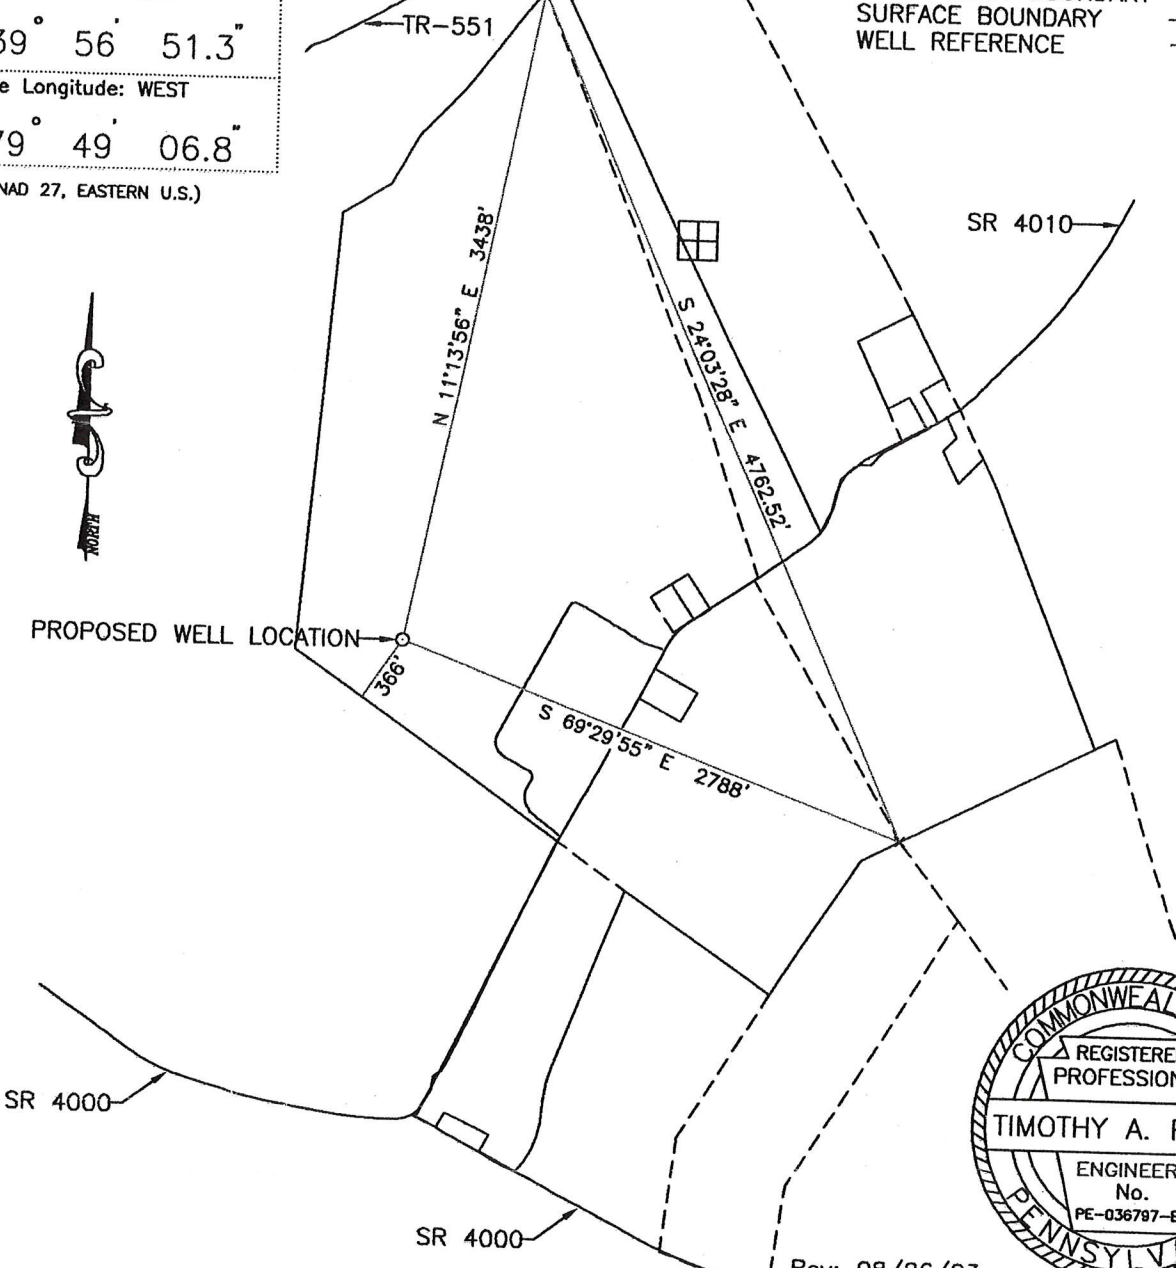 39° 56' 51.3"
e Longitude: WEST
79° 49' 06.8"
NAD 27, EASTERN U.S.)
TR-551
SURFACE BOUNDARY
WELL REFERENCE
SR 4010
N 11°13'56" E 3438'
S 24°03'28" E 4762.52'
NORTH
PROPOSED WELL LOCATION
366'
S 69°29'55" E 2788'
SR 4000
SR 4000
COMMONWEAL
REGISTERE
PROFESSION
TIMOTHY A.
ENGINEER
No.
PE-036797-E
PENNSYLV